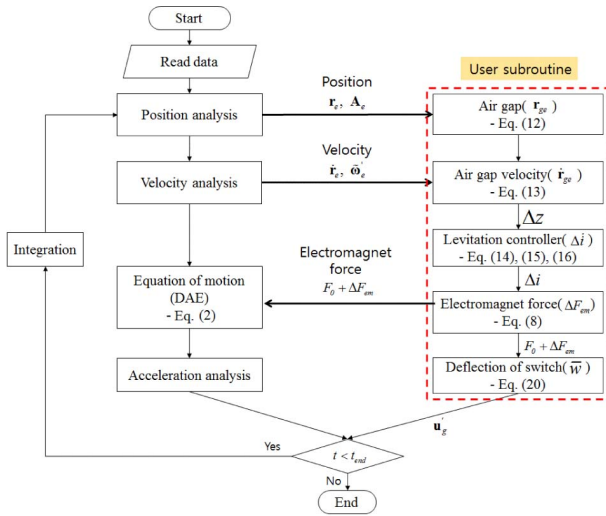 Start
Read data
User subroutine
Position
r_e, A_e
Position analysis
Air gap( r_ge )
- Eq. (12)
Velocity
ṙ_e, ω̃'_e
Velocity analysis
Air gap velocity( ṙ_ge )
- Eq. (13)
Δz
Integration
Levitation controller( Δi )
- Eq. (14), (15), (16)
Δi
Electromagnet
force
F_0 + ΔF_em
Equation of motion
(DAE)
- Eq. (2)
Electromagnet force( ΔF_em )
- Eq. (8)
F_0 + ΔF_em
Acceleration analysis
Deflection of switch( w̅ )
- Eq. (20)
u'_g
Yes
t < t_end
No
End